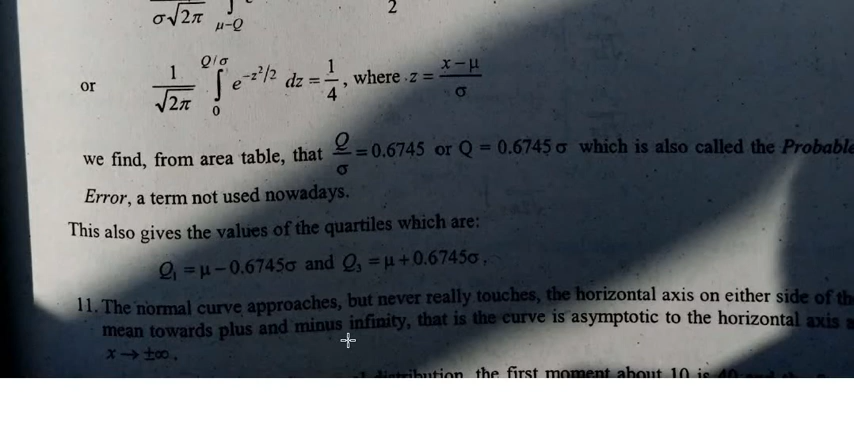 σ√2π ∫ μ−Q 2
or 1/√2π ∫₀^{Q/σ} e^{−z²/2} dz = 1/4, where z = x−μ/σ
we find, from area table, that Q/σ = 0.6745 or Q = 0.6745 σ which is also called the Probable
Error, a term not used nowadays.
This also gives the values of the quartiles which are:
Q₁ = μ − 0.6745σ and Q₃ = μ + 0.6745σ.
11. The normal curve approaches, but never really touches, the horizontal axis on either side of th
mean towards plus and minus infinity, that is the curve is asymptotic to the horizontal axis a
x → ±∞.
distribution, the first moment about 10 is 40